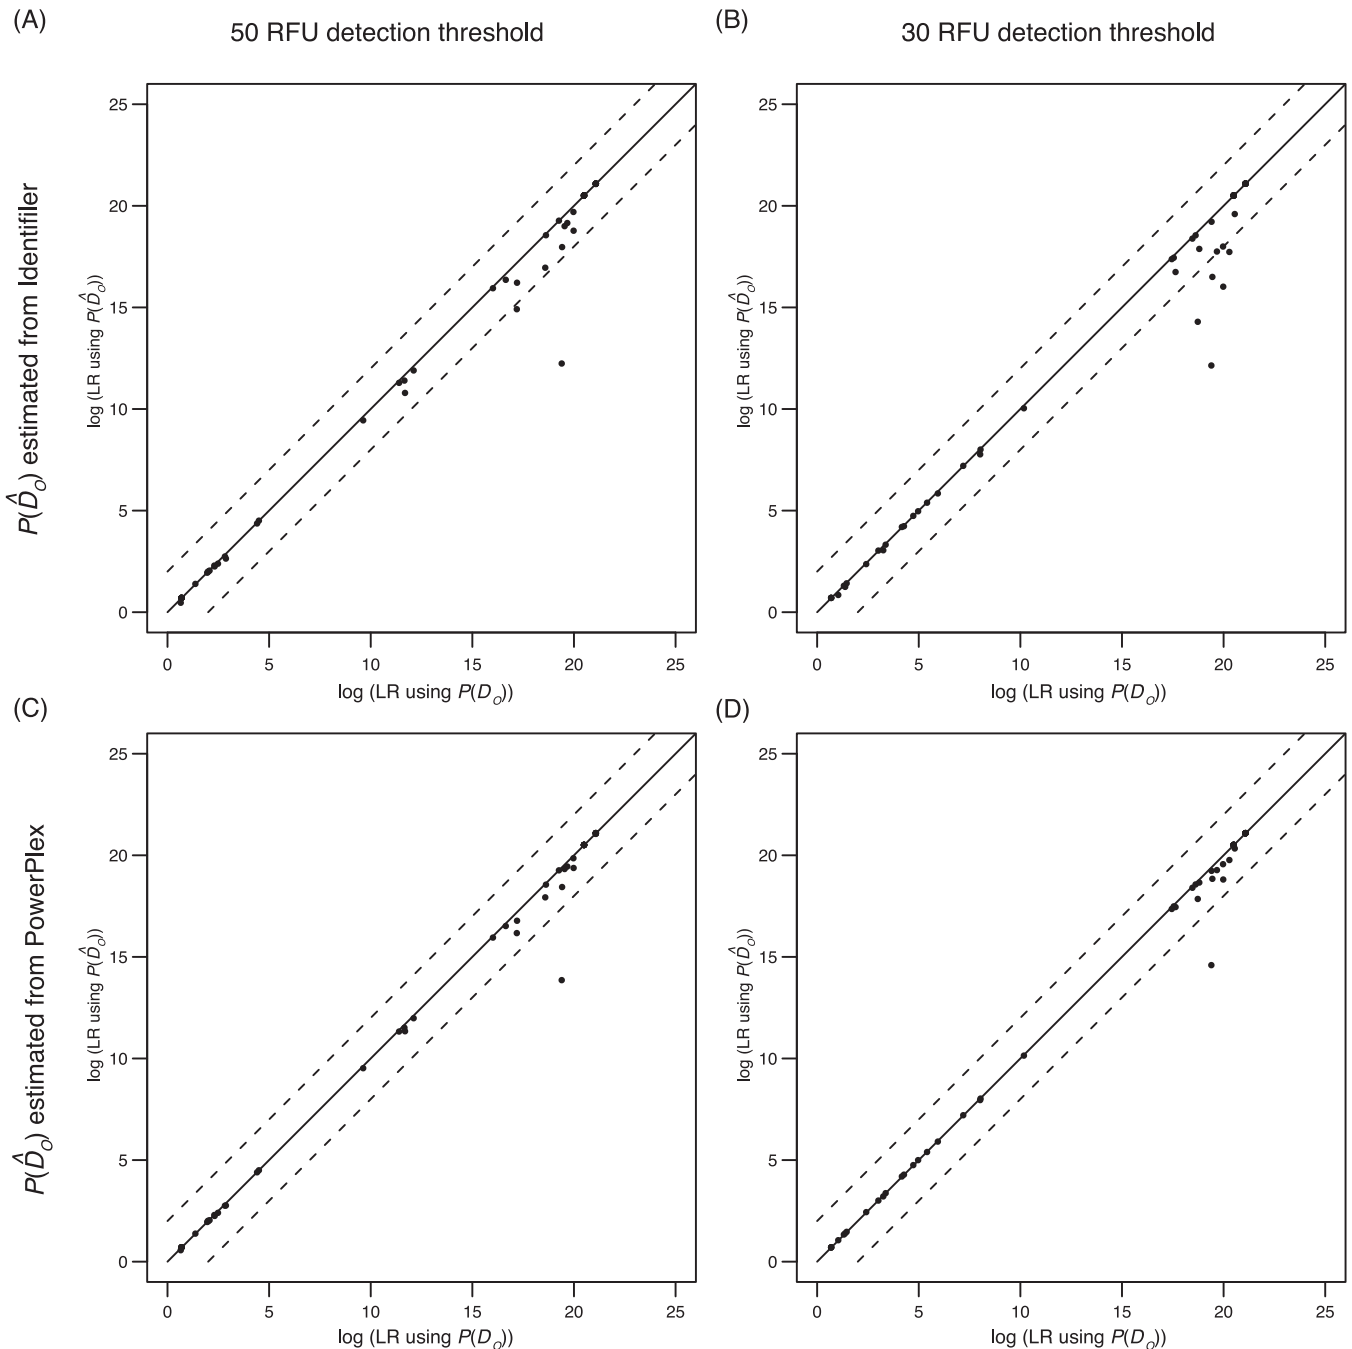 (A)
50 RFU detection threshold
(B)
30 RFU detection threshold
P(D̂O) estimated from Identifiler
log (LR using P(D̂O))
25
20
15
10
5
0
0 5 10 15 20 25
log (LR using P(DO))
log (LR using P(D̂O))
25
20
15
10
5
0
0 5 10 15 20 25
log (LR using P(DO))
(C)
(D)
P(D̂O) estimated from PowerPlex
log (LR using P(D̂O))
25
20
15
10
5
0
0 5 10 15 20 25
log (LR using P(DO))
log (LR using P(D̂O))
25
20
15
10
5
0
0 5 10 15 20 25
log (LR using P(DO))